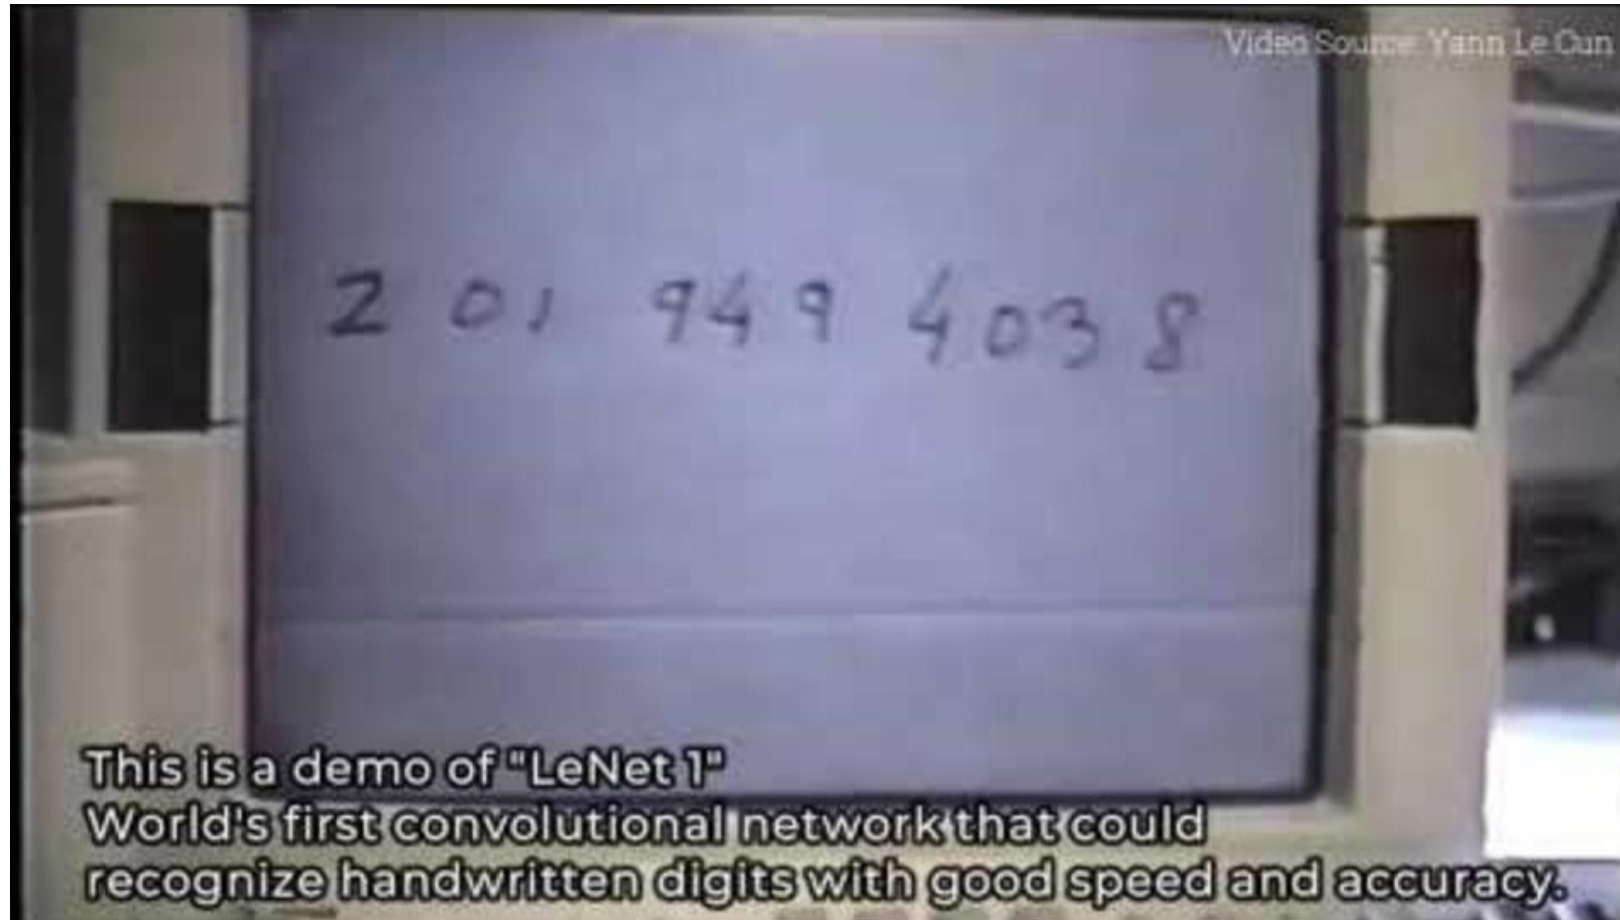 Video Source: Yann Le Cun
2 01 949 4038
This is a demo of "LeNet 1"
World's first convolutional network that could
recognize handwritten digits with good speed and accuracy.